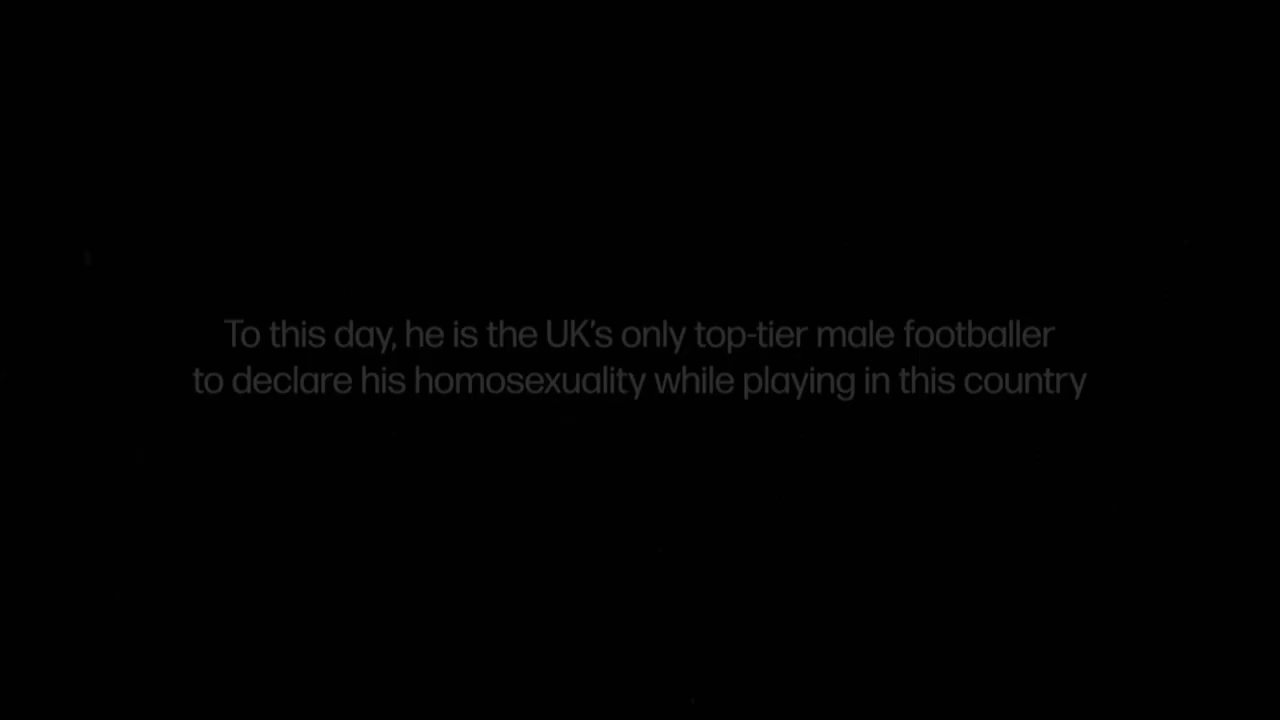 To this day, he is the UK's only top-tier male footballer
to declare his homosexuality while playing in this country